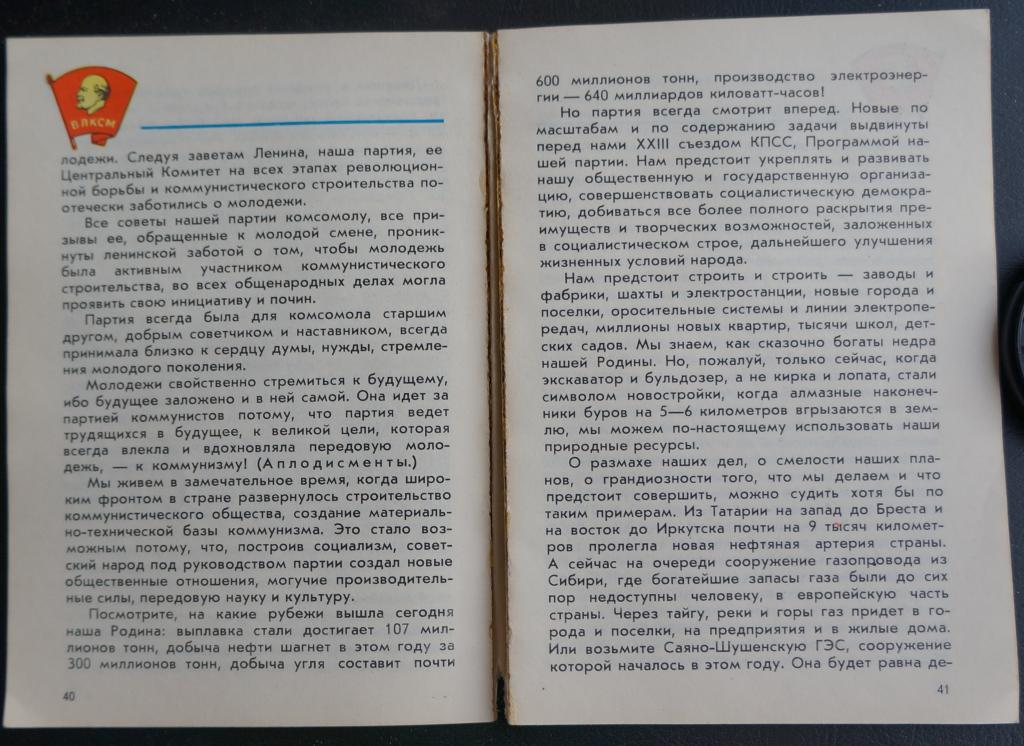 ВЛКСМ
лодежи. Следуя заветам Ленина, наша партия, ее
Центральный Комитет на всех этапах революцион-
ной борьбы и коммунистического строительства по-
отечески заботились о молодежи.
Все советы нашей партии комсомолу, все при-
зывы ее, обращенные к молодой смене, проник-
нуты ленинской заботой о том, чтобы молодежь
была активным участником коммунистического
строительства, во всех общенародных делах могла
проявить свою инициативу и почин.
Партия всегда была для комсомола старшим
другом, добрым советчиком и наставником, всегда
принимала близко к сердцу думы, нужды, стремле-
ния молодого поколения.
Молодежи свойственно стремиться к будущему,
ибо будущее заложено и в ней самой. Она идет за
партией коммунистов потому, что партия ведет
трудящихся в будущее, к великой цели, которая
всегда влекла и вдохновляла передовую моло-
дежь, — к коммунизму! (Аплодисменты.)
Мы живем в замечательное время, когда широ-
ким фронтом в стране развернулось строительство
коммунистического общества, создание материаль-
но-технической базы коммунизма. Это стало воз-
можным потому, что, построив социализм, совет-
ский народ под руководством партии создал новые
общественные отношения, могучие производитель-
ные силы, передовую науку и культуру.
Посмотрите, на какие рубежи вышла сегодня
наша Родина: выплавка стали достигает 107 мил-
лионов тонн, добыча нефти шагнет в этом году за
300 миллионов тонн, добыча угля составит почти
40
600 миллионов тонн, производство электроэнер-
гии — 640 миллиардов киловатт-часов!
Но партия всегда смотрит вперед. Новые по
масштабам и по содержанию задачи выдвинуты
перед нами XXIII съездом КПСС, Программой на-
шей партии. Нам предстоит укреплять и развивать
нашу общественную и государственную организа-
цию, совершенствовать социалистическую демокра-
тию, добиваться все более полного раскрытия пре-
имуществ и творческих возможностей, заложенных
в социалистическом строе, дальнейшего улучшения
жизненных условий народа.
Нам предстоит строить и строить — заводы и
фабрики, шахты и электростанции, новые города и
поселки, оросительные системы и линии электропе-
редач, миллионы новых квартир, тысячи школ, дет-
ских садов. Мы знаем, как сказочно богаты недра
нашей Родины. Но, пожалуй, только сейчас, когда
экскаватор и бульдозер, а не кирка и лопата, стали
символом новостройки, когда алмазные наконеч-
ники буров на 5—6 километров вгрызаются в зем-
лю, мы можем по-настоящему использовать наши
природные ресурсы.
О размахе наших дел, о смелости наших пла-
нов, о грандиозности того, что мы делаем и что
предстоит совершить, можно судить хотя бы по
таким примерам. Из Татарии на запад до Бреста и
на восток до Иркутска почти на 9 тысяч километ-
ров пролегла новая нефтяная артерия страны.
А сейчас на очереди сооружение газопровода из
Сибири, где богатейшие запасы газа были до сих
пор недоступны человеку, в европейскую часть
страны. Через тайгу, реки и горы газ придет в го-
рода и поселки, на предприятия и в жилые дома.
Или возьмите Саяно-Шушенскую ГЭС, сооружение
которой началось в этом году. Она будет равна де-
41